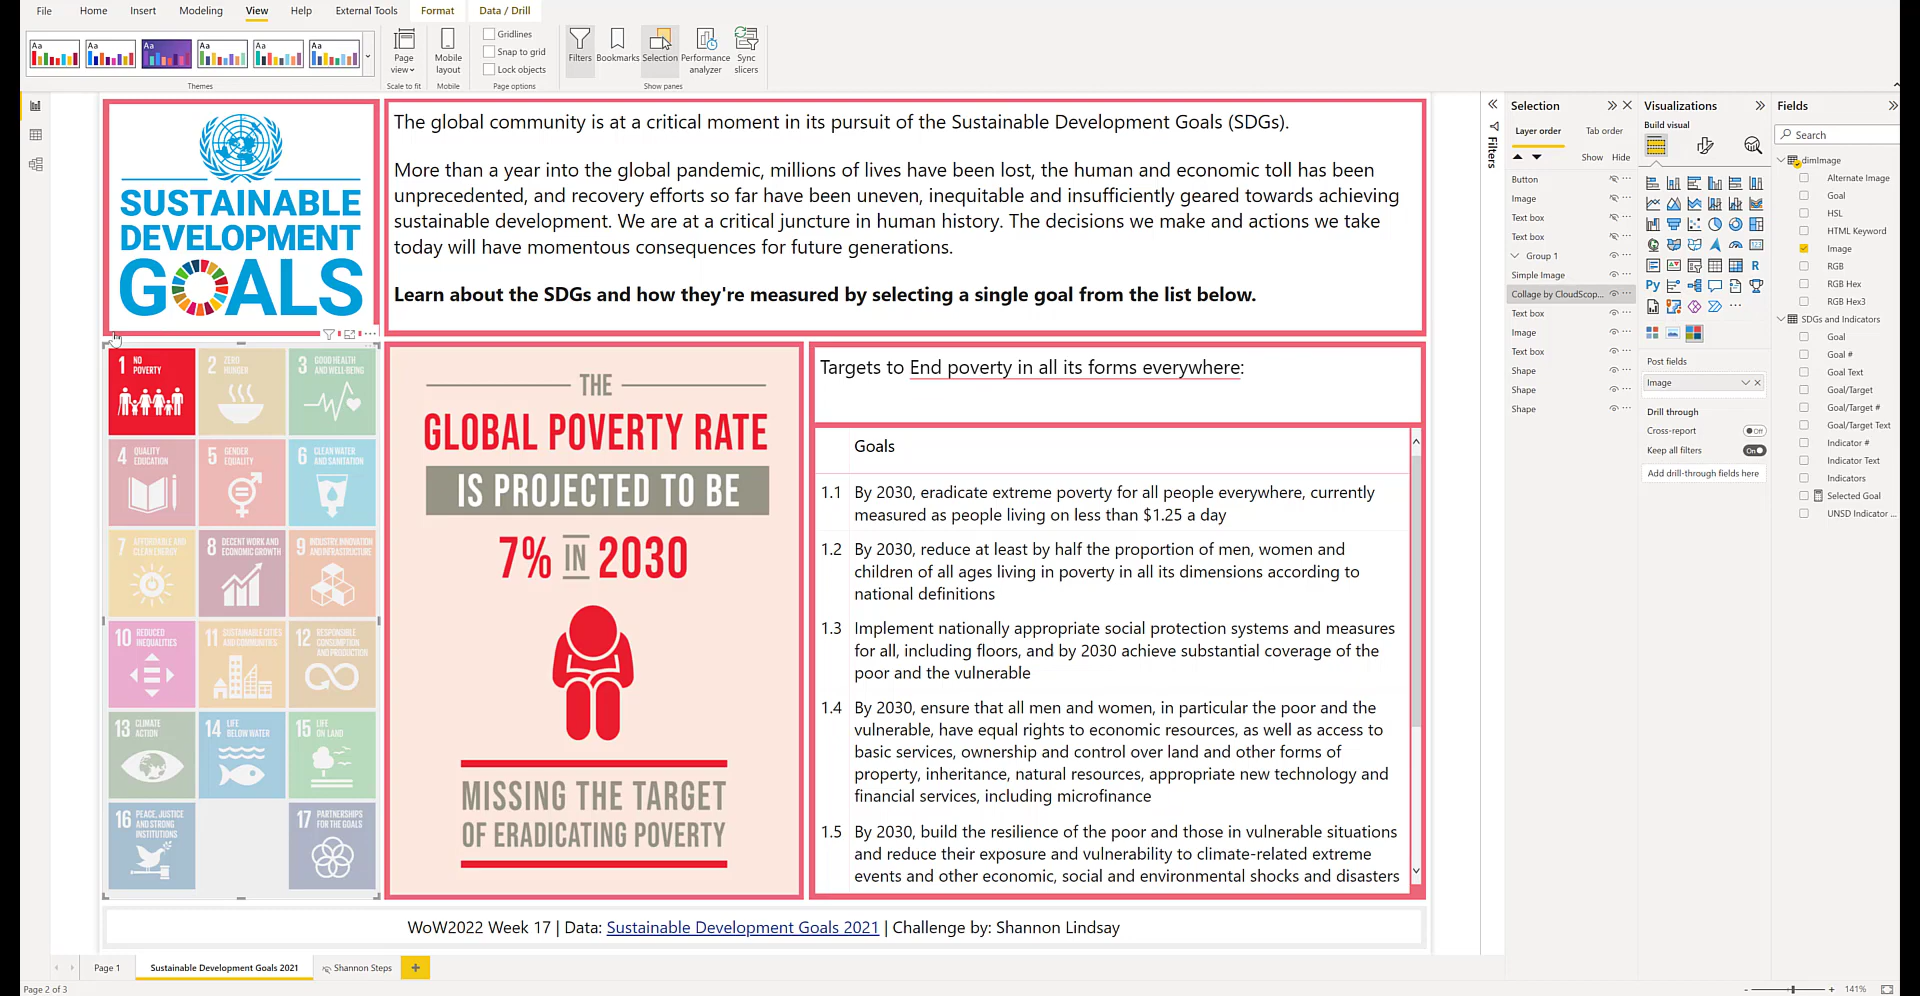 File Home Insert Modeling View Help External Tools Format Data / Drill
Aa Aa Aa Aa Aa Aa
Themes
Page view
Scale to fit
Mobile layout
Mobile
Gridlines
Snap to grid
Lock objects
Page options
Filters Bookmarks Selection Performance analyzer Sync slicers
Show panes
SUSTAINABLE
DEVELOPMENT
GOALS
The global community is at a critical moment in its pursuit of the Sustainable Development Goals (SDGs).
More than a year into the global pandemic, millions of lives have been lost, the human and economic toll has been
unprecedented, and recovery efforts so far have been uneven, inequitable and insufficiently geared towards achieving
sustainable development. We are at a critical juncture in human history. The decisions we make and actions we take
today will have momentous consequences for future generations.
Learn about the SDGs and how they're measured by selecting a single goal from the list below.
1 NO POVERTY
2 ZERO HUNGER
3 GOOD HEALTH AND WELL-BEING
4 QUALITY EDUCATION
5 GENDER EQUALITY
6 CLEAN WATER AND SANITATION
7 AFFORDABLE AND CLEAN ENERGY
8 DECENT WORK AND ECONOMIC GROWTH
9 INDUSTRY, INNOVATION AND INFRASTRUCTURE
10 REDUCED INEQUALITIES
11 SUSTAINABLE CITIES AND COMMUNITIES
12 RESPONSIBLE CONSUMPTION AND PRODUCTION
13 CLIMATE ACTION
14 LIFE BELOW WATER
15 LIFE ON LAND
16 PEACE, JUSTICE AND STRONG INSTITUTIONS
17 PARTNERSHIPS FOR THE GOALS
THE
GLOBAL POVERTY RATE
IS PROJECTED TO BE
7% IN 2030
MISSING THE TARGET
OF ERADICATING POVERTY
Targets to End poverty in all its forms everywhere:
Goals
1.1 By 2030, eradicate extreme poverty for all people everywhere, currently
measured as people living on less than $1.25 a day
1.2 By 2030, reduce at least by half the proportion of men, women and
children of all ages living in poverty in all its dimensions according to
national definitions
1.3 Implement nationally appropriate social protection systems and measures
for all, including floors, and by 2030 achieve substantial coverage of the
poor and the vulnerable
1.4 By 2030, ensure that all men and women, in particular the poor and the
vulnerable, have equal rights to economic resources, as well as access to
basic services, ownership and control over land and other forms of
property, inheritance, natural resources, appropriate new technology and
financial services, including microfinance
1.5 By 2030, build the resilience of the poor and those in vulnerable situations
and reduce their exposure and vulnerability to climate-related extreme
events and other economic, social and environmental shocks and disasters
WoW2022 Week 17 | Data: Sustainable Development Goals 2021 | Challenge by: Shannon Lindsay
Filters
Selection
Layer order Tab order
Show Hide
Button
Image
Text box
Text box
Group 1
Simple Image
Collage by CloudScop...
Text box
Image
Text box
Shape
Shape
Shape
Visualizations
Build visual
R
Py
Post fields
Image
Drill through
Cross-report Off
Keep all filters On
Add drill-through fields here
Fields
Search
dimImage
Alternate Image
Goal
HSL
HTML Keyword
Image
RGB
RGB Hex
RGB Hex3
SDGs and Indicators
Goal
Goal #
Goal Text
Goal/Target
Goal/Target #
Goal/Target Text
Indicator #
Indicator Text
Indicators
Selected Goal
UNSD Indicator ...
Page 1 Sustainable Development Goals 2021 Shannon Steps +
Page 2 of 3
- + 141%